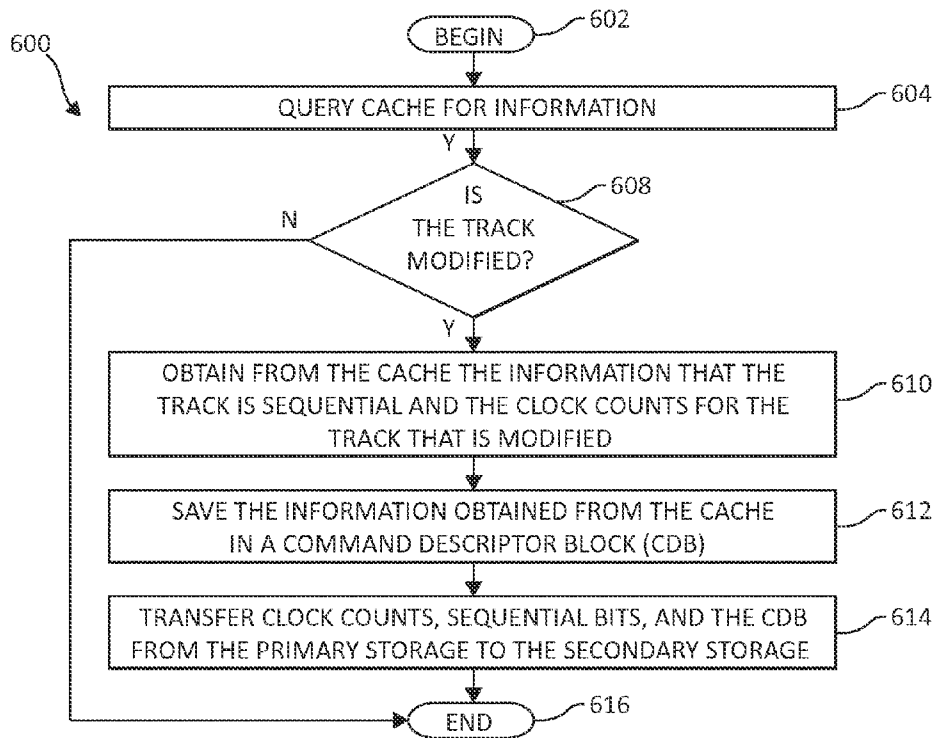 600
BEGIN
602
QUERY CACHE FOR INFORMATION
604
Y
IS
THE TRACK
MODIFIED?
608
N
Y
OBTAIN FROM THE CACHE THE INFORMATION THAT THE
TRACK IS SEQUENTIAL AND THE CLOCK COUNTS FOR THE
TRACK THAT IS MODIFIED
610
SAVE THE INFORMATION OBTAINED FROM THE CACHE
IN A COMMAND DESCRIPTOR BLOCK (CDB)
612
TRANSFER CLOCK COUNTS, SEQUENTIAL BITS, AND THE CDB
FROM THE PRIMARY STORAGE TO THE SECONDARY STORAGE
614
END
616